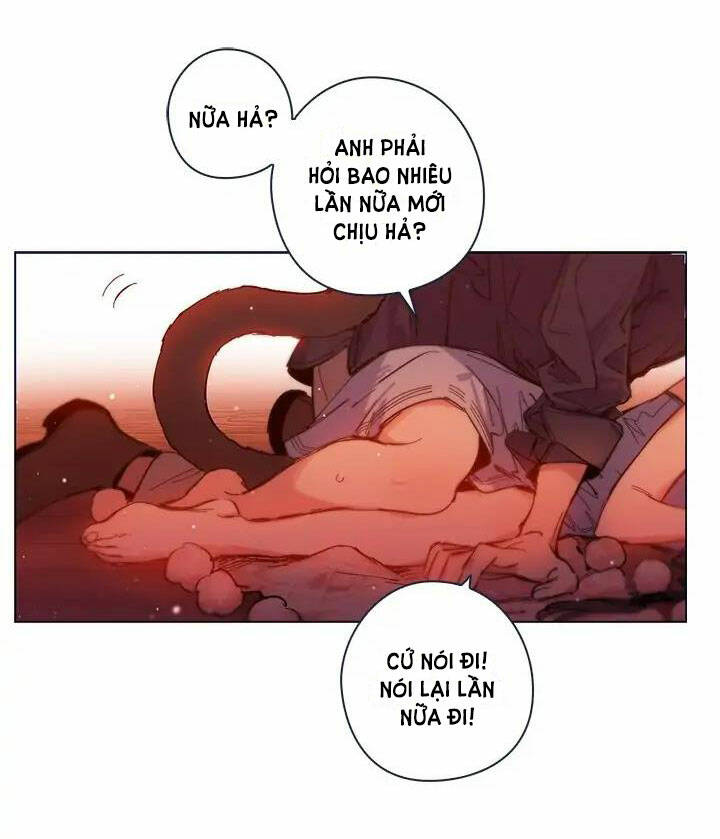 NỮA HẢ?
ANH PHẢI
HỎI BAO NHIÊU
LẦN NỮA MỚI
CHỊU HẢ?
CỨ NÓI ĐI!
NÓI LẠI LẦN
NỮA ĐI!